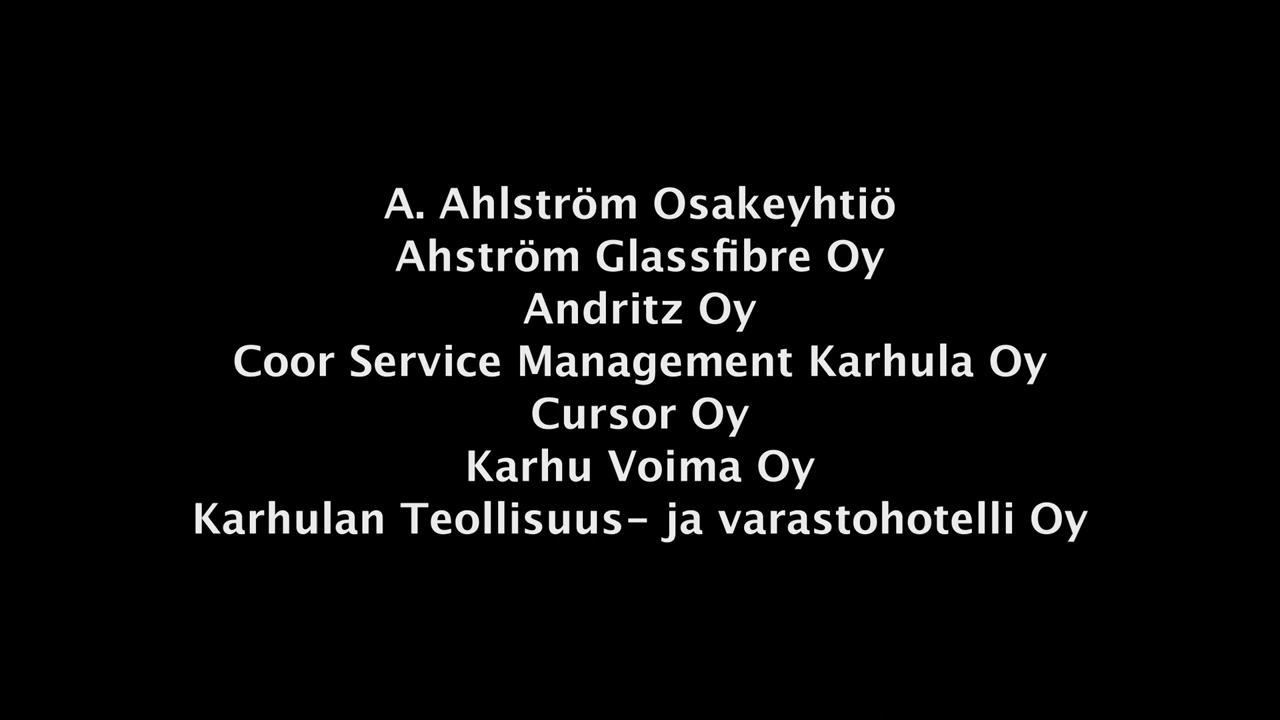 A. Ahlström Osakeyhtiö
Ahström Glassfibre Oy
Andritz Oy
Coor Service Management Karhula Oy
Cursor Oy
Karhu Voima Oy
Karhulan Teollisuus- ja varastohotelli Oy